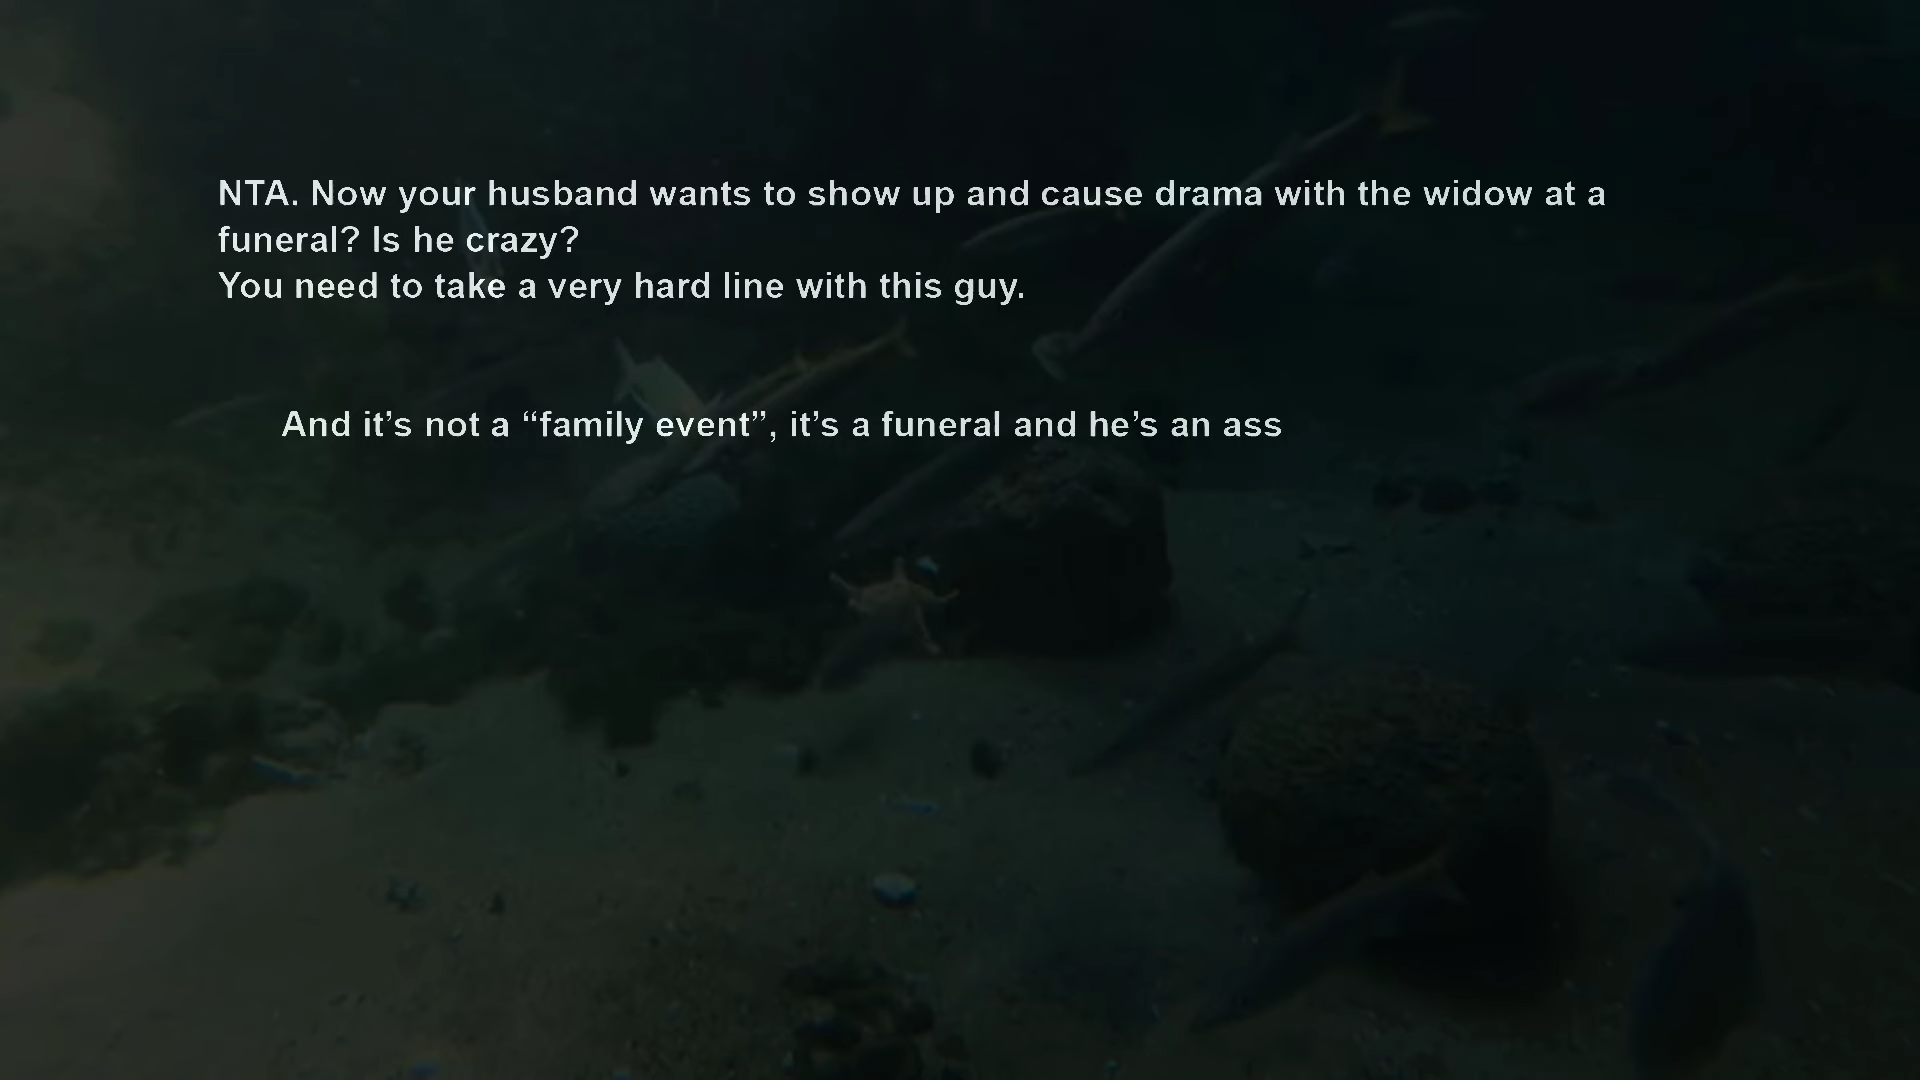 NTA. Now your husband wants to show up and cause drama with the widow at a
funeral? Is he crazy?
You need to take a very hard line with this guy.
And it’s not a “family event”, it’s a funeral and he’s an ass